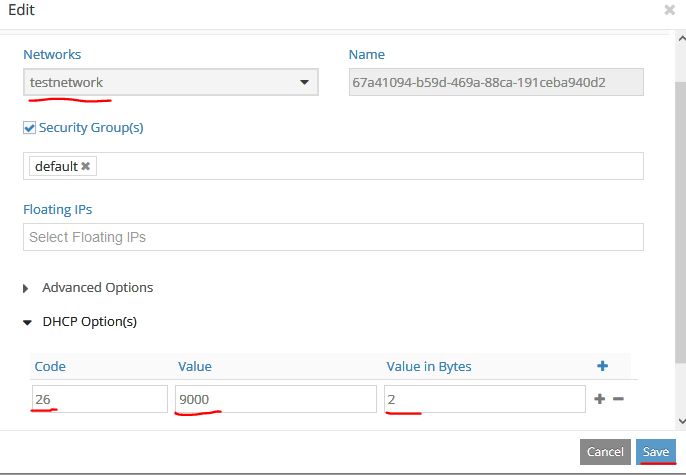 Edit
Networks Name
testnetwork 67a41094-b59d-469a-88ca-191ceba940d2
Security Group(s)
default
Floating IPs
Select Floating IPs
Advanced Options
DHCP Option(s)
Code Value Value in Bytes
26 9000 2
Cancel Save